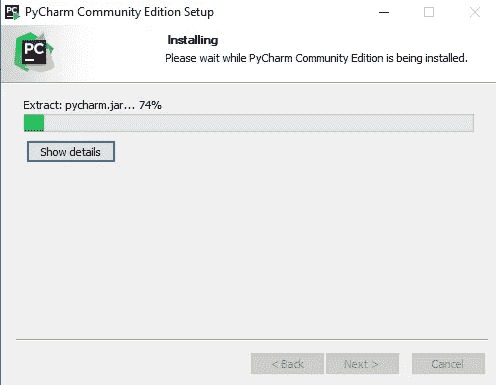 PyCharm Community Edition Setup
PC
Installing
Please wait while PyCharm Community Edition is being installed.
Extract: pycharm.jar... 74%
Show details
< Back Next > Cancel